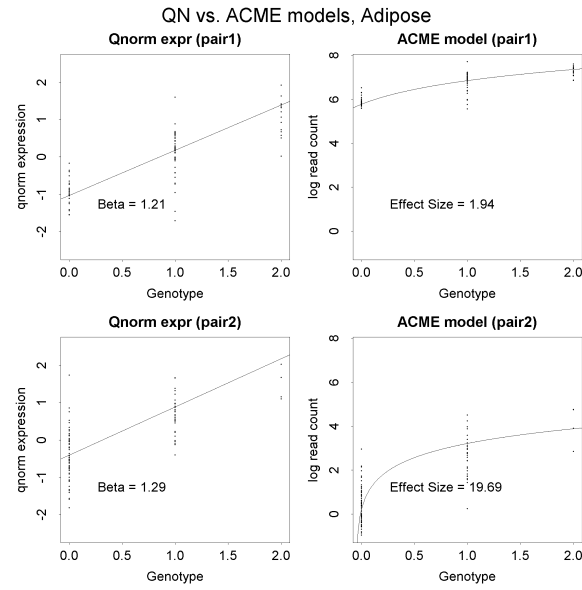 QN vs. ACME models, Adipose
Qnorm expr (pair1)
qnorm expression
2
1
0
-1
-2
Beta = 1.21
0.0 0.5 1.0 1.5 2.0
Genotype
ACME model (pair1)
log read count
8
6
4
2
0
Effect Size = 1.94
0.0 0.5 1.0 1.5 2.0
Genotype
Qnorm expr (pair2)
qnorm expression
2
1
0
-1
-2
Beta = 1.29
0.0 0.5 1.0 1.5 2.0
Genotype
ACME model (pair2)
log read count
8
6
4
2
0
Effect Size = 19.69
0.0 0.5 1.0 1.5 2.0
Genotype